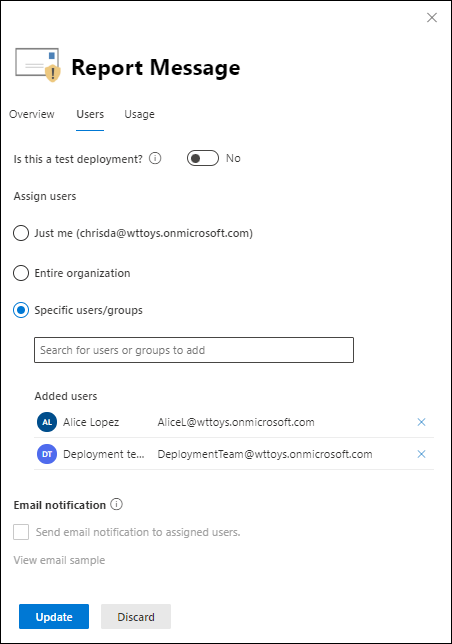 Report Message
Overview Users Usage
Is this a test deployment? No
Assign users
Just me (chrisda@wttoys.onmicrosoft.com)
Entire organization
Specific users/groups
Search for users or groups to add
Added users
AL Alice Lopez AliceL@wttoys.onmicrosoft.com
DT Deployment te... DeploymentTeam@wttoys.onmicrosoft.com
Email notification
Send email notification to assigned users.
View email sample
Update Discard